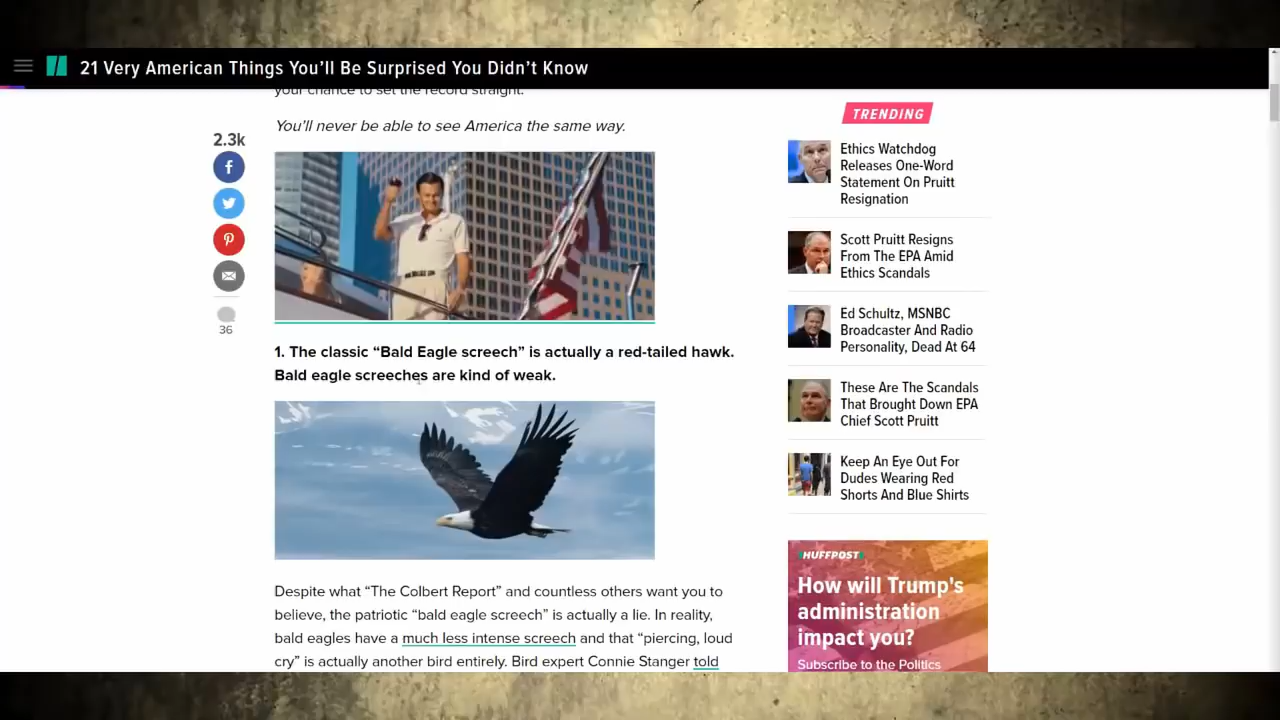 21 Very American Things You'll Be Surprised You Didn't Know
your chance to set the record straight.
You'll never be able to see America the same way.
2.3k
36
1. The classic “Bald Eagle screech” is actually a red-tailed hawk.
Bald eagle screeches are kind of weak.
Despite what “The Colbert Report” and countless others want you to
believe, the patriotic “bald eagle screech” is actually a lie. In reality,
bald eagles have a much less intense screech and that “piercing, loud
cry” is actually another bird entirely. Bird expert Connie Stanger told
TRENDING
Ethics Watchdog
Releases One-Word
Statement On Pruitt
Resignation
Scott Pruitt Resigns
From The EPA Amid
Ethics Scandals
Ed Schultz, MSNBC
Broadcaster And Radio
Personality, Dead At 64
These Are The Scandals
That Brought Down EPA
Chief Scott Pruitt
Keep An Eye Out For
Dudes Wearing Red
Shorts And Blue Shirts
HUFFPOST
How will Trump's
administration
impact you?
Subscribe to the Politics